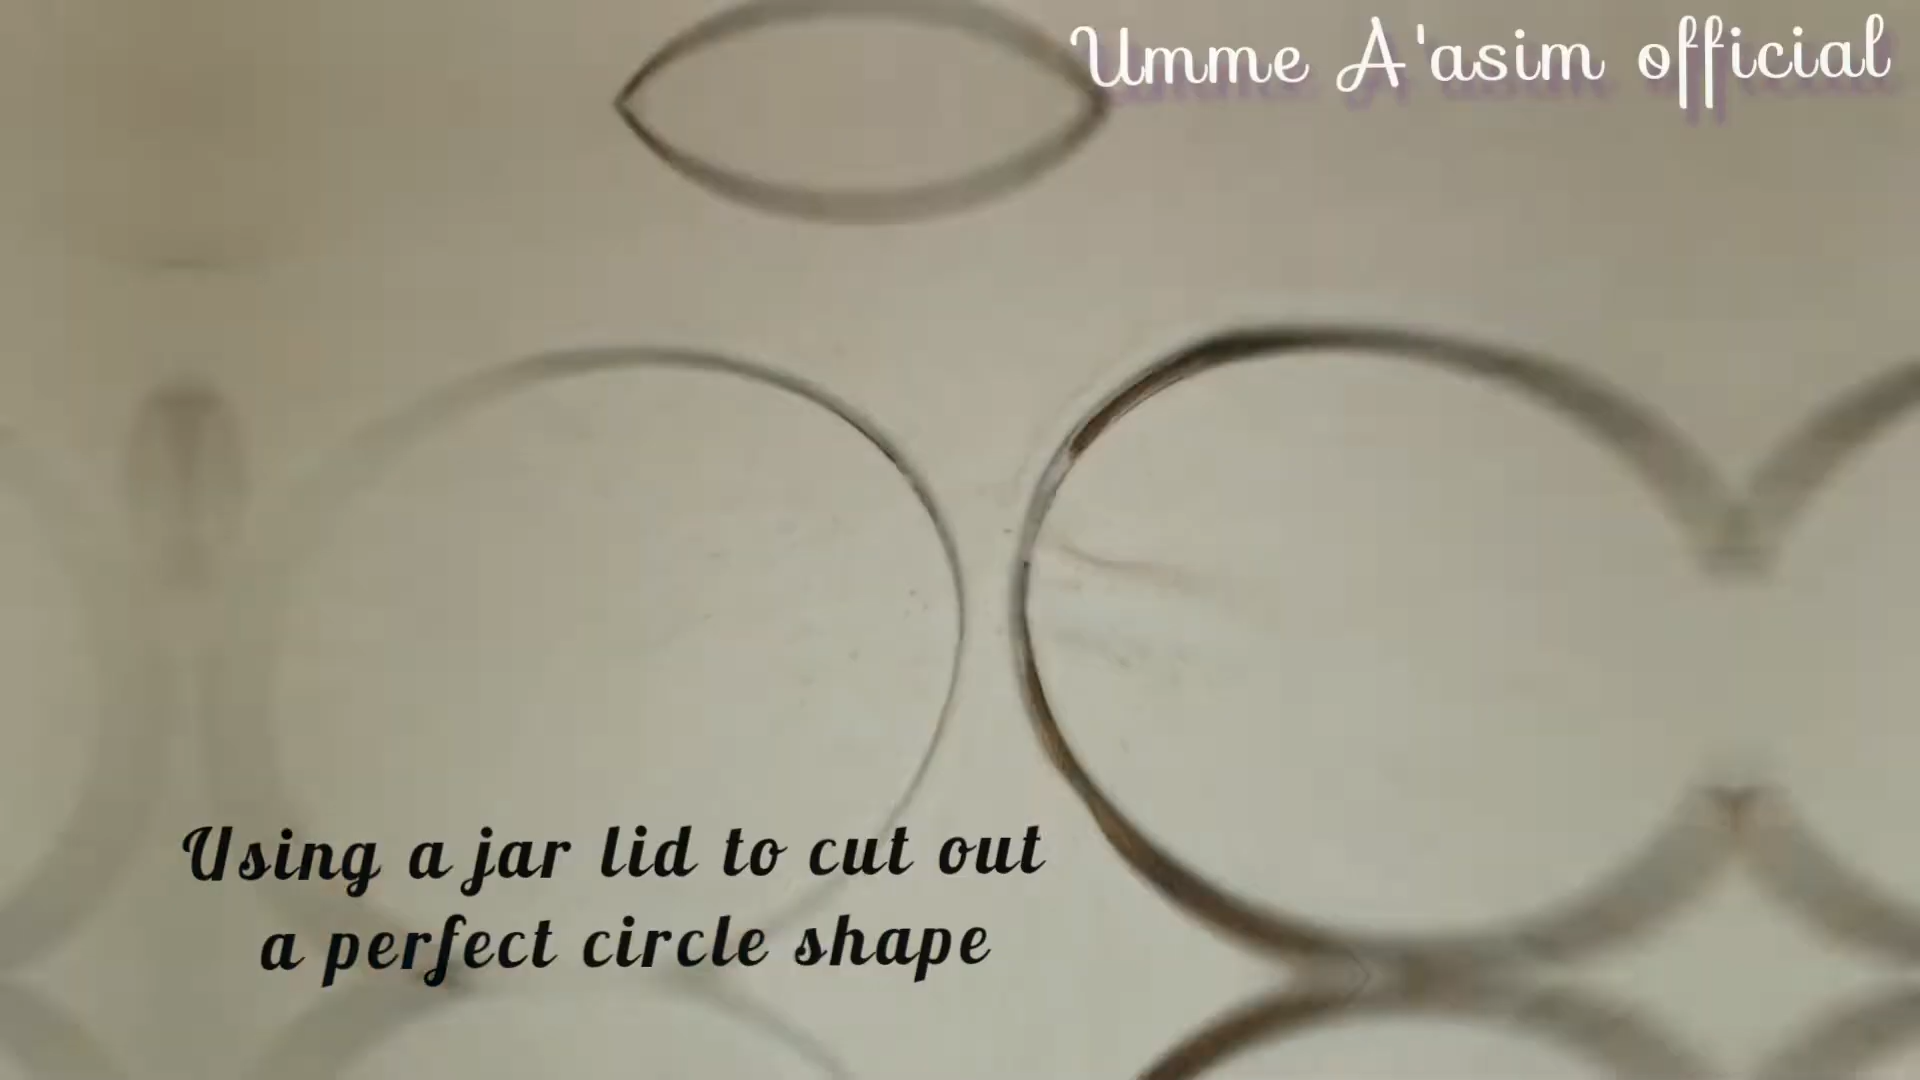 Umme A'asim official
Using a jar lid to cut out
a perfect circle shape